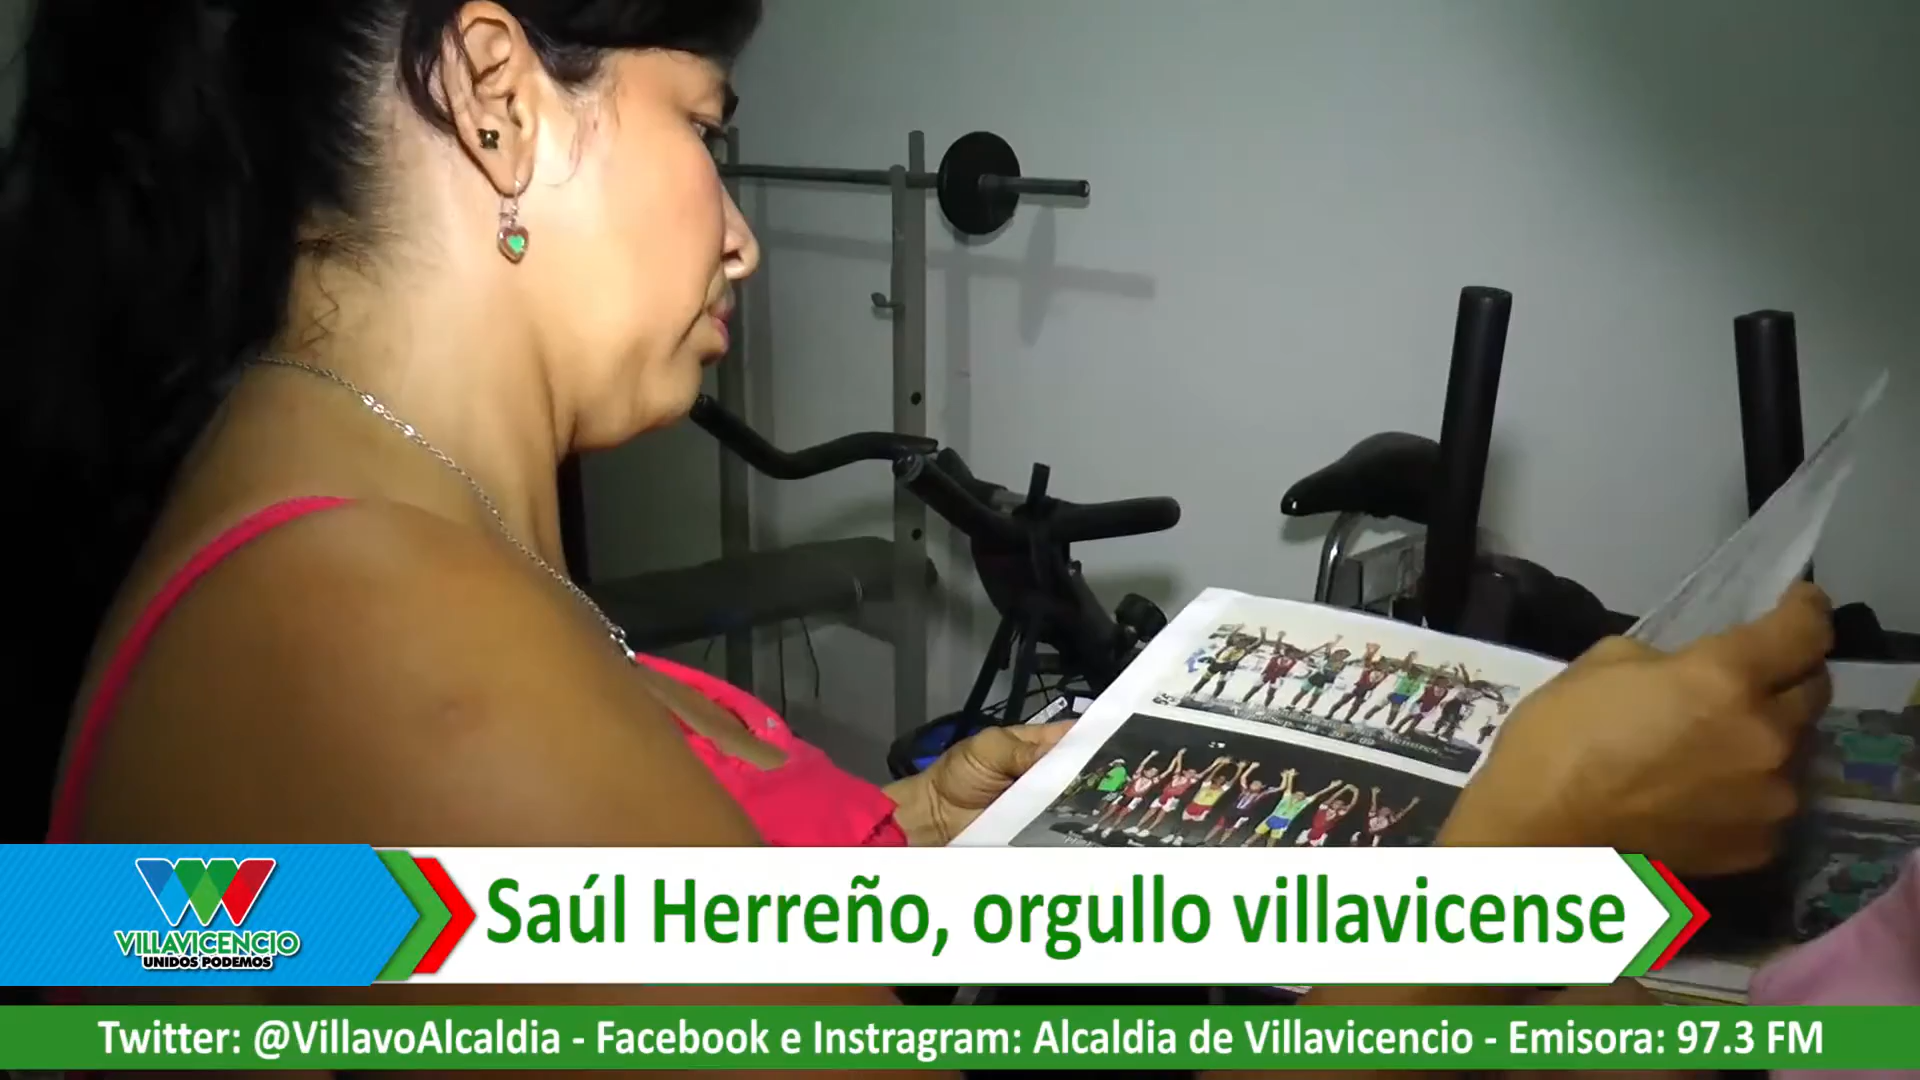 Saúl Herreño, orgullo villavicense
VILLAVICENCIO
UNIDOS PODEMOS
Twitter: @VillavoAlcaldia - Facebook e Instragram: Alcaldia de Villavicencio - Emisora: 97.3 FM